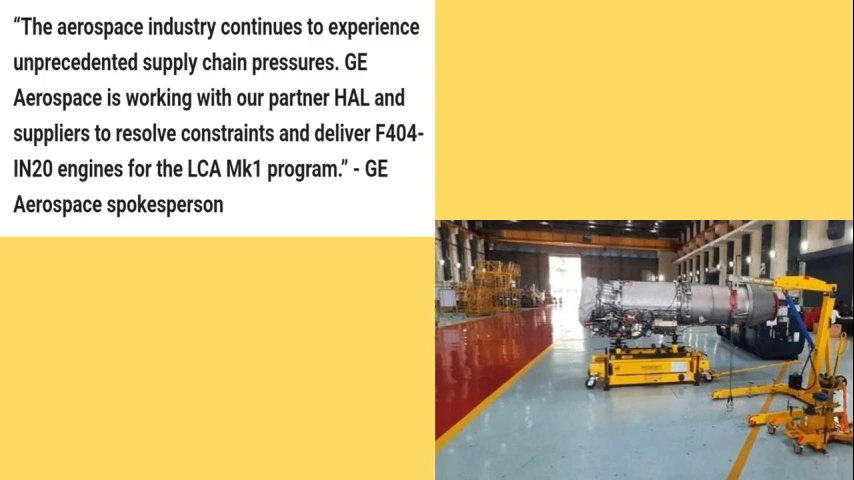 “The aerospace industry continues to experience
unprecedented supply chain pressures. GE
Aerospace is working with our partner HAL and
suppliers to resolve constraints and deliver F404-
IN20 engines for the LCA Mk1 program.” - GE
Aerospace spokesperson